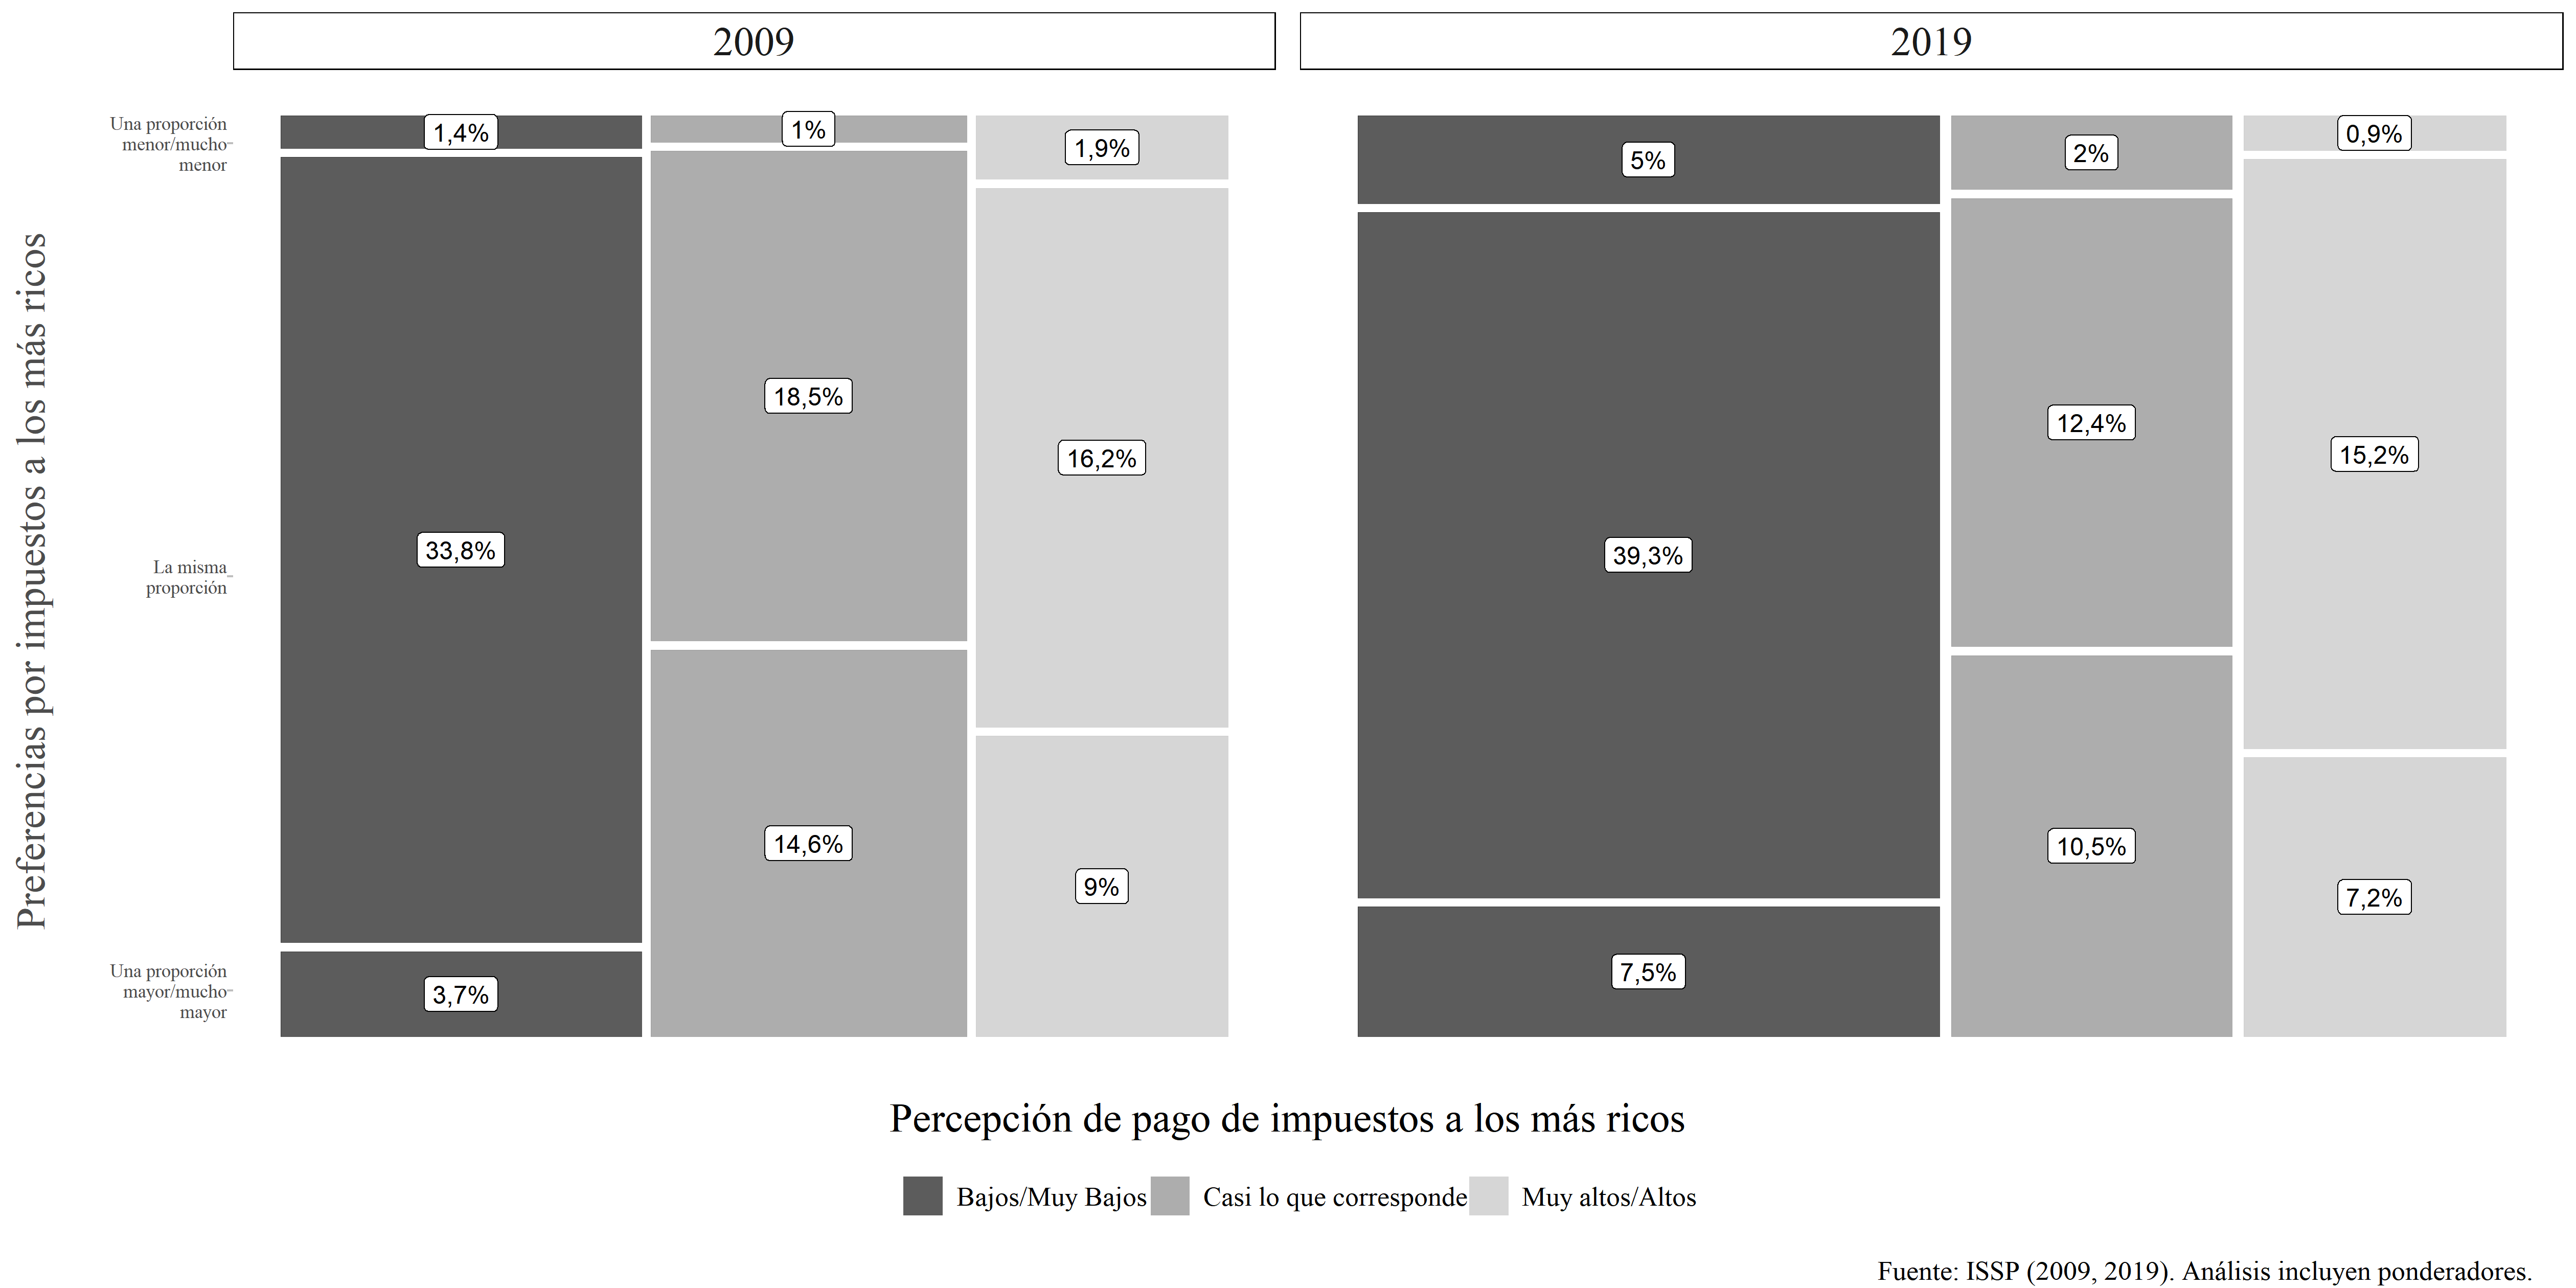 2009
2019
Preferencias por impuestos a los más ricos
Una proporción
menor/mucho
menor
La misma
proporción
Una proporción
mayor/mucho
mayor
1,4%
33,8%
3,7%
1%
18,5%
14,6%
1,9%
16,2%
9%
5%
39,3%
7,5%
2%
12,4%
10,5%
0,9%
15,2%
7,2%
Percepción de pago de impuestos a los más ricos
Bajos/Muy Bajos
Casi lo que corresponde
Muy altos/Altos
Fuente: ISSP (2009, 2019). Análisis incluyen ponderadores.